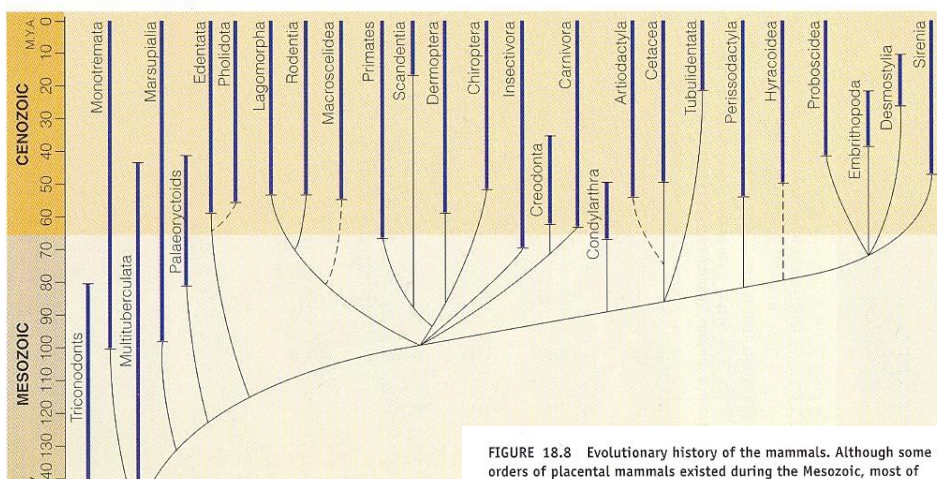 M.Y.A
0
10
20
30
40
50
60
70
80
90
100
110
120
130
40
CENOZOIC
MESOZOIC
Triconodonts
Monotremata
Multituberculata
Marsupialia
Palaeoryctoids
Edentata
Pholidota
Lagomorpha
Rodentia
Macroscelidea
Primates
Scandentia
Dermoptera
Chiroptera
Insectivora
Creodonta
Carnivora
Condylarthra
Artiodactyla
Cetacea
Tubulidentata
Perissodactyla
Hyracoidea
Proboscidea
Embrithopoda
Desmostylia
Sirenia
FIGURE 18.8 Evolutionary history of the mammals. Although some
orders of placental mammals existed during the Mesozoic, most of